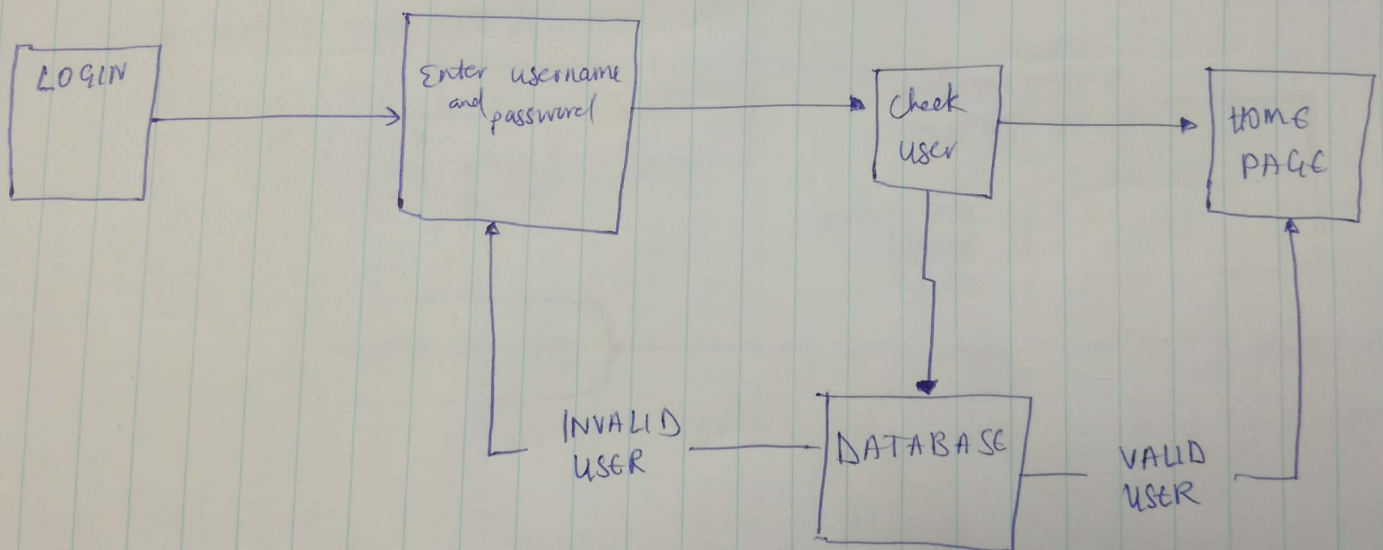 LOGIN
Enter username
and password
Check
user
HOME
PAGE
INVALID
USER
DATABASE
VALID
USER